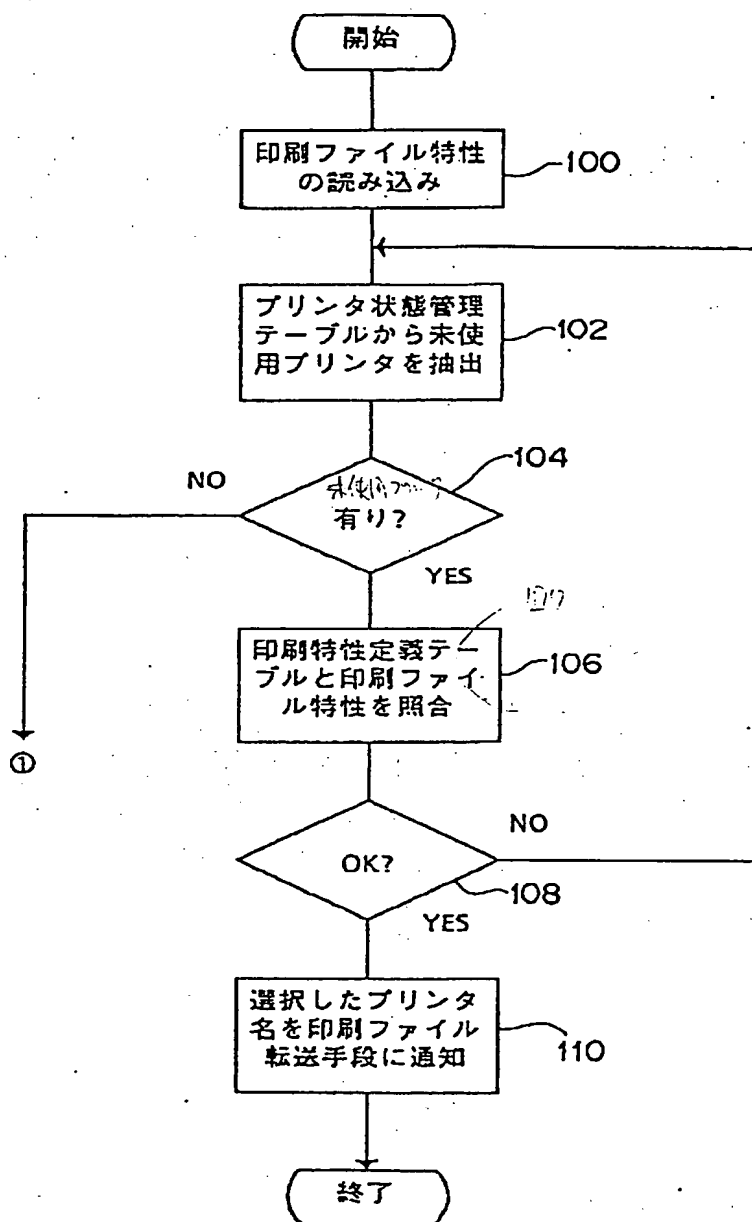 開始
印刷ファイル特性
の読み込み
100
プリンタ状態管理
テーブルから未使
用プリンタを抽出
102
104
NO
有り?
YES
印刷特性定義テー
ブルと印刷ファイ
ル特性を照合
106
①
NO
OK?
108
YES
選択したプリンタ
名を印刷ファイル
転送手段に通知
110
終了